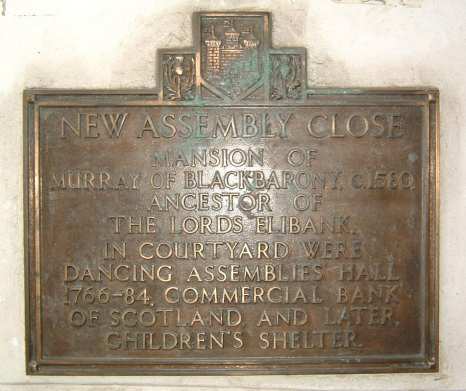 NEW ASSEMBLY CLOSE
MANSION OF
MURRAY OF BLACKBARONY, C.1580,
ANCESTOR OF
THE LORDS ELIBANK.
IN COURTYARD WERE
DANCING ASSEMBLIES HALL
1766-84, COMMERCIAL BANK
OF SCOTLAND AND LATER,
CHILDREN'S SHELTER.